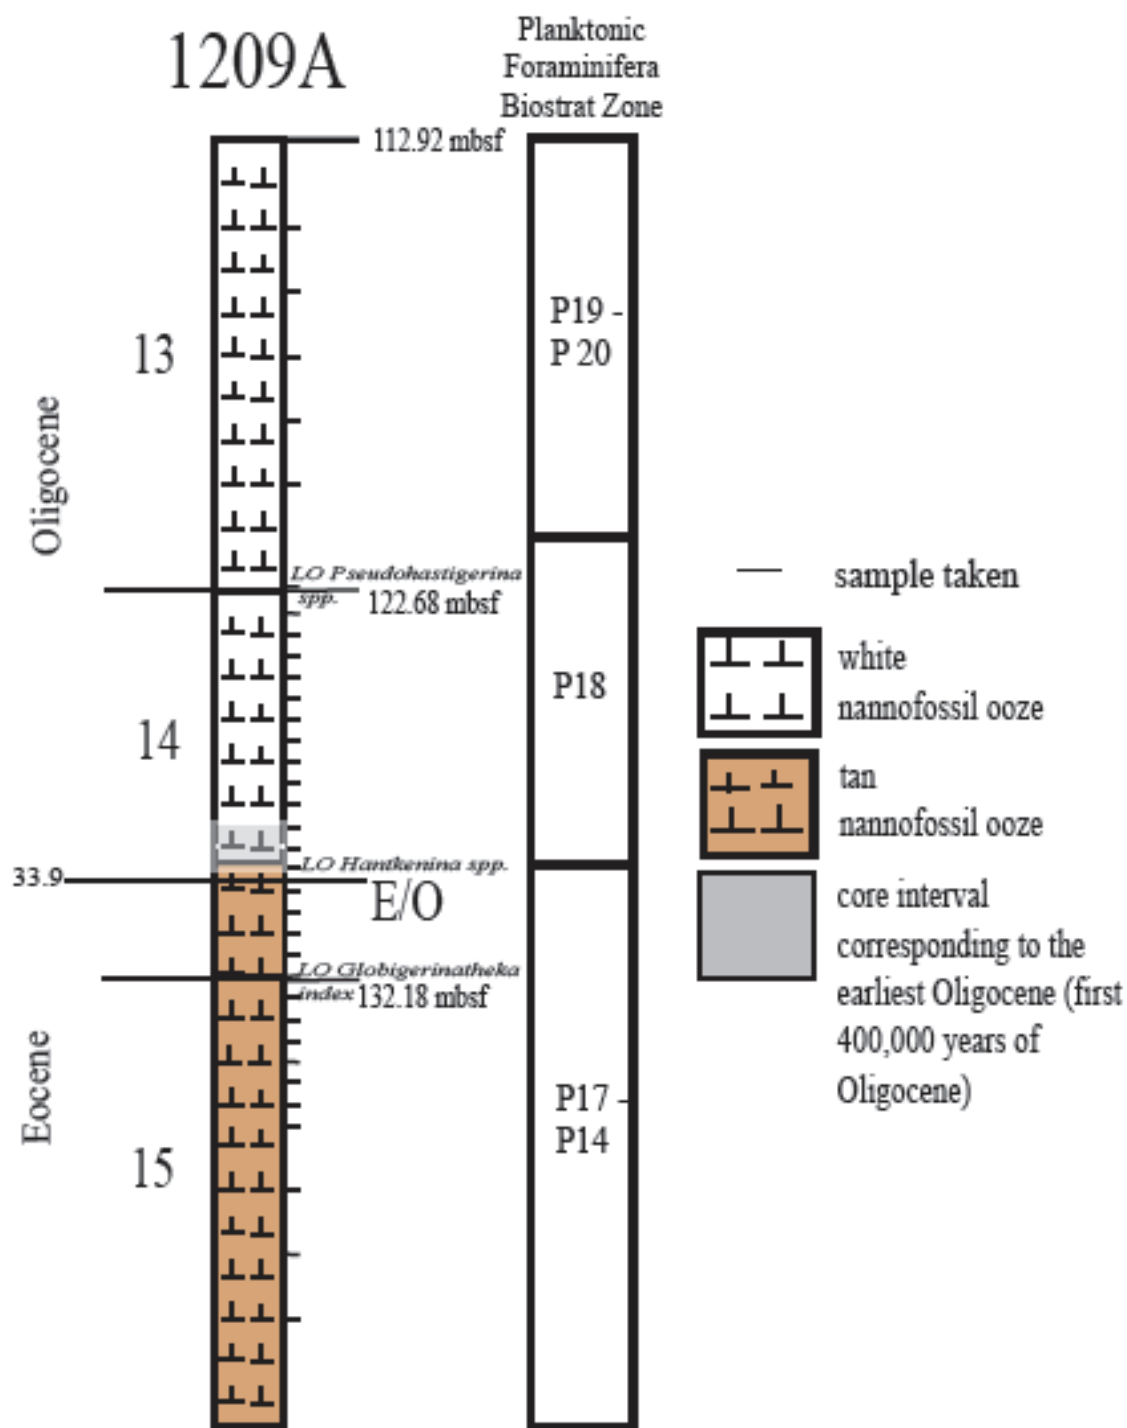 1209A
Planktonic
Foraminifera
Biostrat Zone
112.92 mbsf
P19 -
P 20
13
Oligocene
LO Pseudohastigerina
spp. 122.68 mbsf
P18
14
LO Hantkenina spp.
33.9
E/O
LO Globigerinatheka
index 132.18 mbsf
Eocene
P17 -
P14
15
sample taken
white
nannofossil ooze
tan
nannofossil ooze
core interval
corresponding to the
earliest Oligocene (first
400,000 years of
Oligocene)